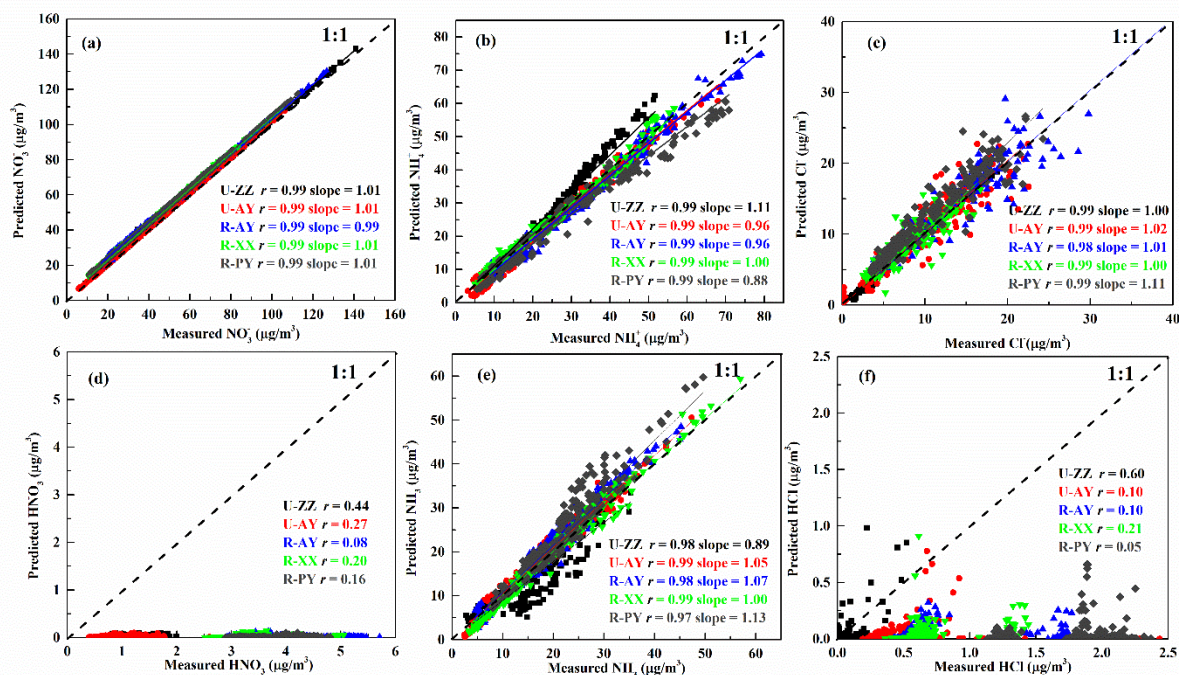 (a) 1:1
160
140
120
100
80
60
40
20
0
Predicted NO₃⁻ (µg/m³)
U-ZZ r = 0.99 slope = 1.01
U-AY r = 0.99 slope = 1.01
R-AY r = 0.99 slope = 0.99
R-XX r = 0.99 slope = 1.01
R-PY r = 0.99 slope = 1.01
0 20 40 60 80 100 120 140 160
Measured NO₃⁻ (µg/m³)
(b) 1:1
80
70
60
50
40
30
20
10
0
Predicted NH₄⁺ (µg/m³)
U-ZZ r = 0.99 slope = 1.11
U-AY r = 0.99 slope = 0.96
R-AY r = 0.99 slope = 0.96
R-XX r = 0.99 slope = 1.00
R-PY r = 0.99 slope = 0.88
0 10 20 30 40 50 60 70 80
Measured NH₄⁺ (µg/m³)
(c) 1:1
40
30
20
10
0
Predicted Cl⁻ (µg/m³)
U-ZZ r = 0.99 slope = 1.00
U-AY r = 0.99 slope = 1.02
R-AY r = 0.98 slope = 1.01
R-XX r = 0.99 slope = 1.00
R-PY r = 0.99 slope = 1.11
0 10 20 30 40
Measured Cl⁻(µg/m³)
(d) 1:1
6
5
4
3
2
1
0
Predicted HNO₃ (µg/m³)
U-ZZ r = 0.44
U-AY r = 0.27
R-AY r = 0.08
R-XX r = 0.20
R-PY r = 0.16
0 1 2 3 4 5 6
Measured HNO₃ (µg/m³)
(e) 1:1
60
50
40
30
20
10
0
Predicted NH₃ (µg/m³)
U-ZZ r = 0.98 slope = 0.89
U-AY r = 0.99 slope = 1.05
R-AY r = 0.98 slope = 1.07
R-XX r = 0.99 slope = 1.00
R-PY r = 0.97 slope = 1.13
0 10 20 30 40 50 60
Measured NH₃ (µg/m³)
(f) 1:1
2.5
2.0
1.5
1.0
0.5
0.0
Predicted HCl (µg/m³)
U-ZZ r = 0.60
U-AY r = 0.10
R-AY r = 0.10
R-XX r = 0.21
R-PY r = 0.05
0.0 0.5 1.0 1.5 2.0 2.5
Measured HCl (µg/m³)